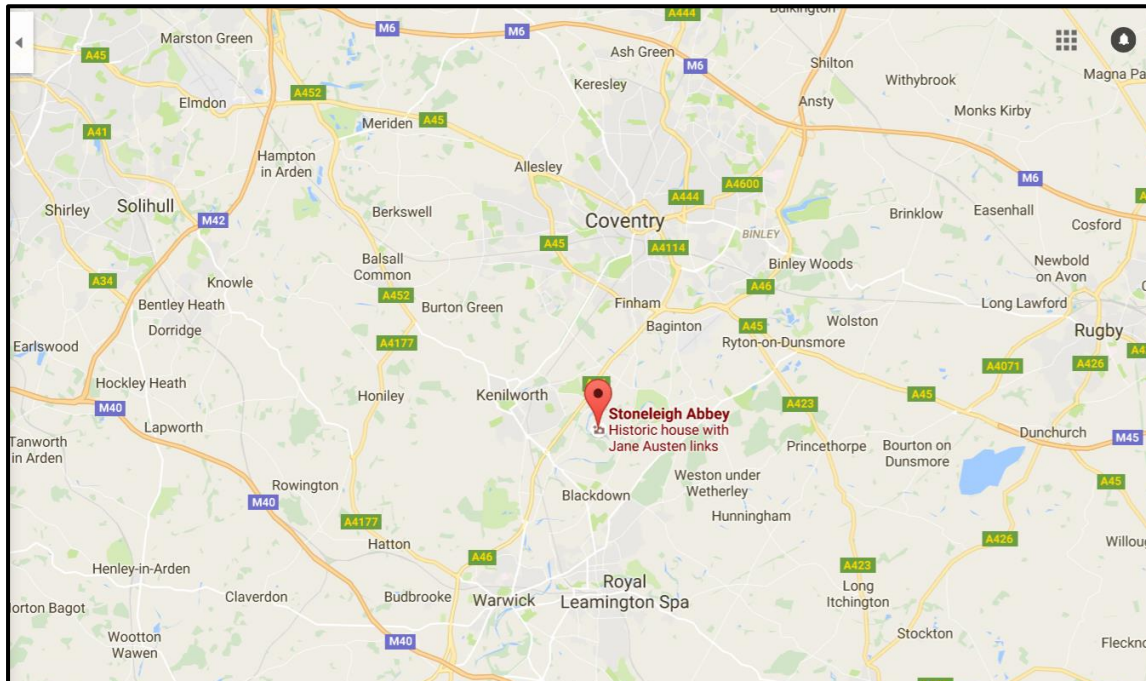 A444
Bulkington
Marston Green
M6
M6
Ash Green
A45
M6
Shilton
Keresley
Withybrook
Magna Pa
A452
Elmdon
Ansty
Monks Kirby
A45
Meriden
A41
Hampton
in Arden
Allesley
M6
A4600
A444
Solihull
Shirley
Berkswell
Brinklow
Easenhall
M42
Coventry
Cosford
BINLEY
A45
A4114
Balsall
Common
Binley Woods
Newbold
on Avon
A34
Knowle
A46
A452
Bentley Heath
Burton Green
Finham
Long Lawford
Baginton
Wolston
Dorridge
A45
Rugby
Earlswood
A4177
Ryton-on-Dunsmore
A426
A4071
Hockley Heath
Honiley
Kenilworth
A45
M40
A423
Stoneleigh Abbey
Historic house with
Jane Austen links
Lapworth
Tanworth
in Arden
Princethorpe
Bourton on
Dunsmore
Dunchurch
M45
Weston under
Wetherley
Rowington
A45
Blackdown
M40
Hunningham
A4177
A426
Hatton
A46
A423
Henley-in-Arden
Royal
Leamington Spa
Long
Itchington
Claverdon
Budbrooke
Warwick
Wootton
Wawen
M40
Stockton